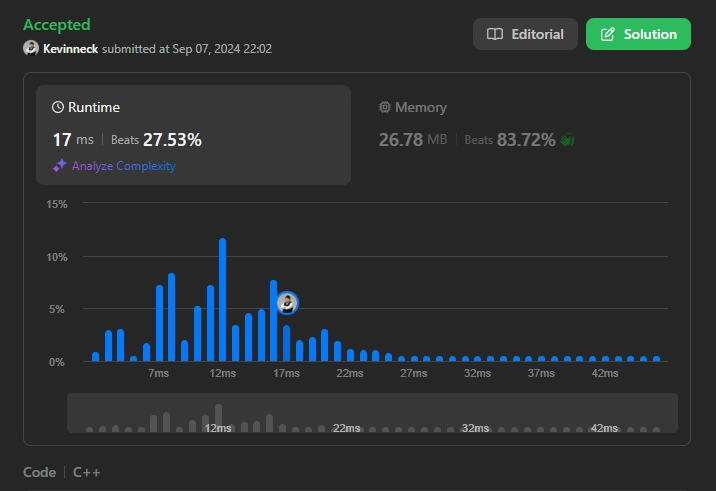 Accepted
Editorial
Solution
Kevinneck submitted at Sep 07, 2024 22:02
Runtime
Memory
17 ms | Beats 27.53%
26.78 MB | Beats 83.72%
Analyze Complexity
15%
10%
5%
0%
7ms 12ms 17ms 22ms 27ms 32ms 37ms 42ms
12ms 22ms 32ms 42ms
Code | C++